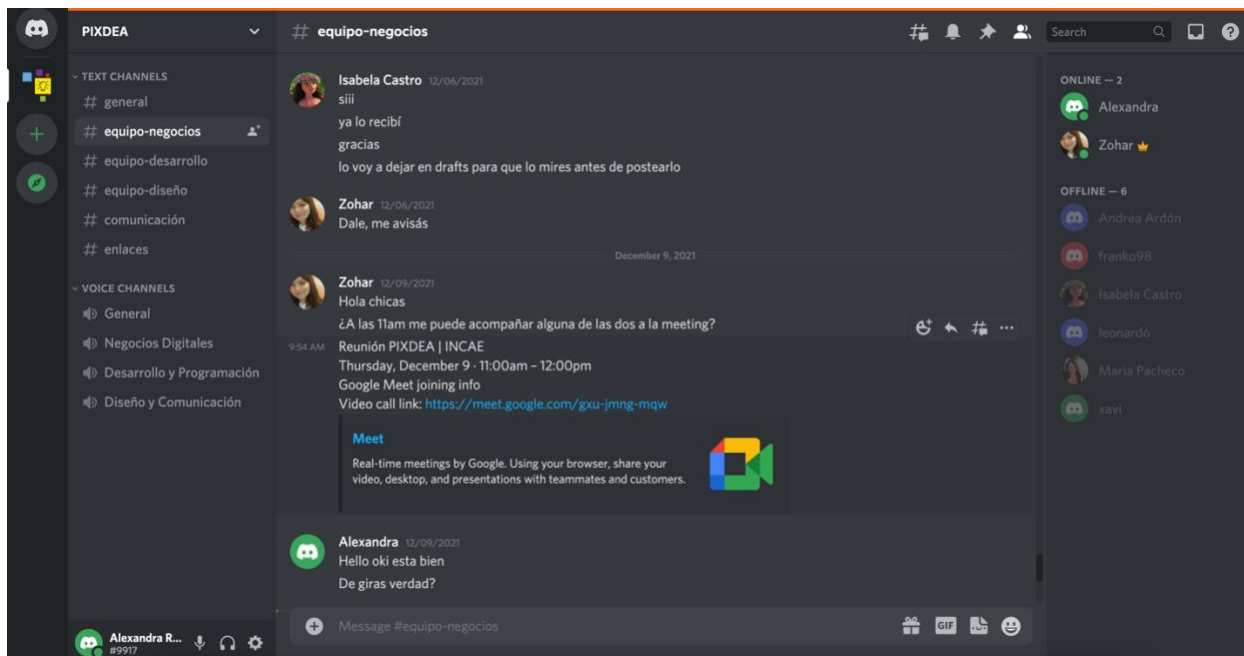 PIXDEA
TEXT CHANNELS
# general
# equipo-negocios
# equipo-desarrollo
# equipo-diseño
# comunicación
# enlaces
VOICE CHANNELS
General
Negocios Digitales
Desarrollo y Programación
Diseño y Comunicación
Alexandra R...
#9917
# equipo-negocios
Search
Isabela Castro 12/06/2021
siii
ya lo recibí
gracias
lo voy a dejar en drafts para que lo mires antes de postearlo
Zohar 12/06/2021
Dale, me avisás
December 9, 2021
Zohar 12/09/2021
Hola chicas
¿A las 11am me puede acompañar alguna de las dos a la meeting?
9:54 AM Reunión PIXDEA | INCAE
Thursday, December 9 · 11:00am – 12:00pm
Google Meet joining info
Video call link: https://meet.google.com/gxu-jmng-mqw
Meet
Real-time meetings by Google. Using your browser, share your
video, desktop, and presentations with teammates and customers.
Alexandra 12/09/2021
Hello oki esta bien
De giras verdad?
Message #equipo-negocios
GIF
ONLINE — 2
Alexandra
Zohar
OFFLINE — 6
Andrea Ardón
franko98
Isabela Castro
leonardo
Maria Pacheco
xavi